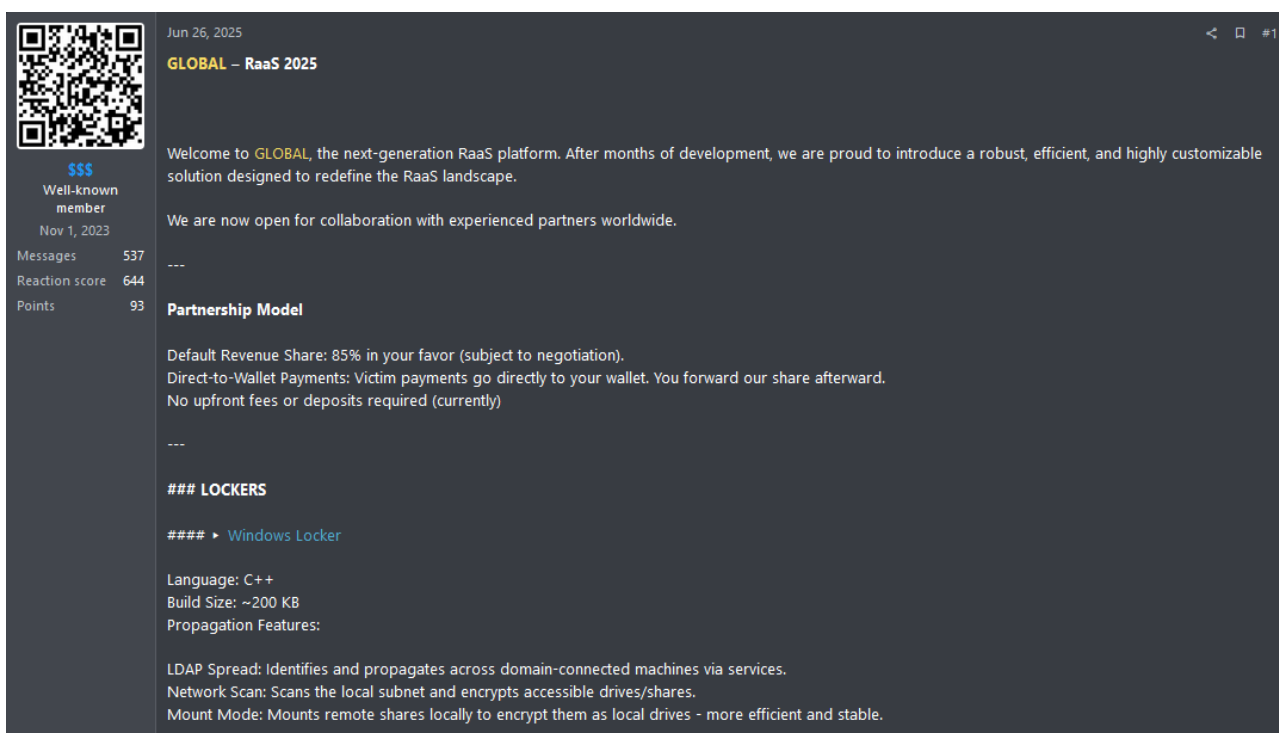 Jun 26, 2025
#1
GLOBAL – RaaS 2025
$$$
Well-known
member
Nov 1, 2023
Messages 537
Reaction score 644
Points 93
Welcome to GLOBAL, the next-generation RaaS platform. After months of development, we are proud to introduce a robust, efficient, and highly customizable
solution designed to redefine the RaaS landscape.
We are now open for collaboration with experienced partners worldwide.
---
Partnership Model
Default Revenue Share: 85% in your favor (subject to negotiation).
Direct-to-Wallet Payments: Victim payments go directly to your wallet. You forward our share afterward.
No upfront fees or deposits required (currently)
---
### LOCKERS
#### ▸ Windows Locker
Language: C++
Build Size: ~200 KB
Propagation Features:
LDAP Spread: Identifies and propagates across domain-connected machines via services.
Network Scan: Scans the local subnet and encrypts accessible drives/shares.
Mount Mode: Mounts remote shares locally to encrypt them as local drives - more efficient and stable.